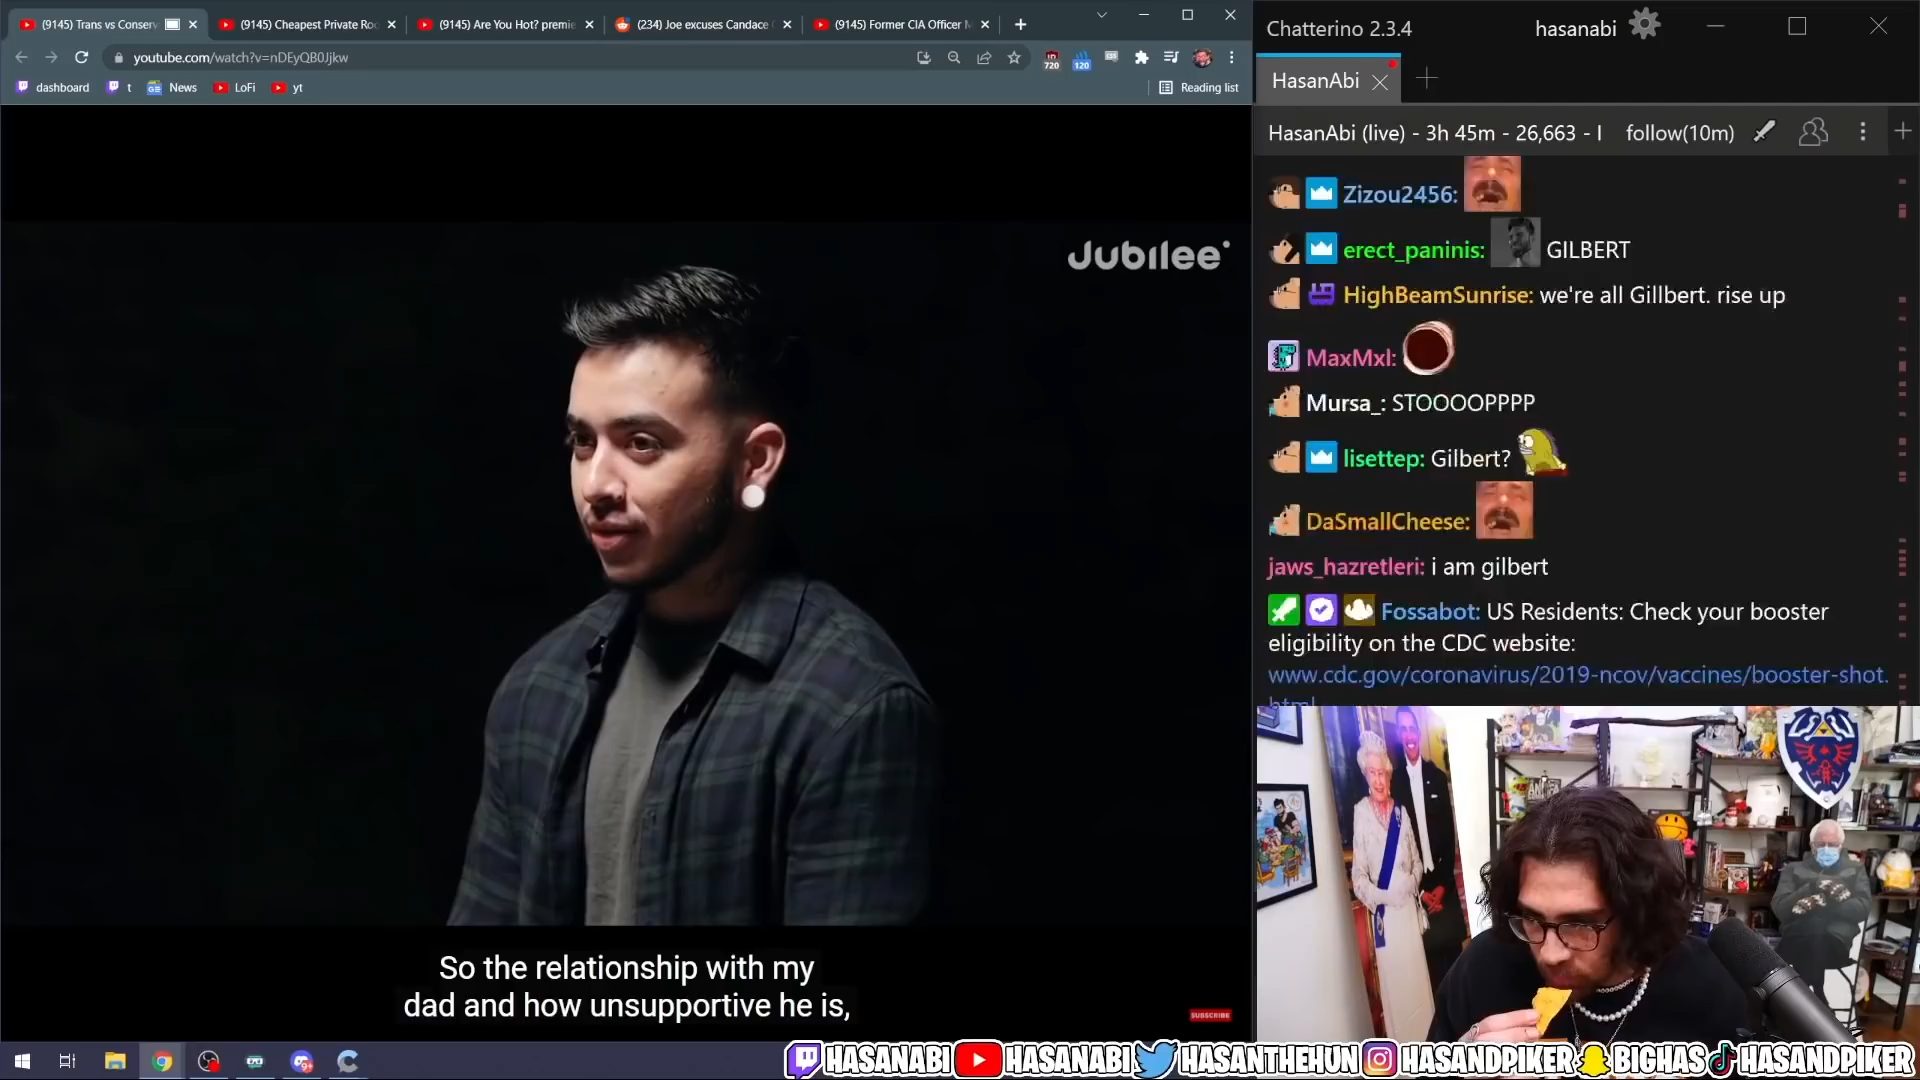 (9145) Trans vs Conserv
(9145) Cheapest Private Ro
(9145) Are You Hot? premie
(234) Joe excuses Candace
(9145) Former CIA Officer
youtube.com/watch?v=nDEyQB0Jjkw
720
120
dashboard
t
News
LoFi
yt
Reading list
Jubilee
So the relationship with my
dad and how unsupportive he is,
SUBSCRIBE
Chatterino 2.3.4
hasanabi
HasanAbi
HasanAbi (live) - 3h 45m - 26,663 - I
follow(10m)
Zizou2456:
erect_paninis: GILBERT
HighBeamSunrise: we're all Gillbert. rise up
MaxMxl:
Mursa_: STOOOOPPPP
lisettep: Gilbert?
DaSmallCheese:
jaws_hazretleri: i am gilbert
Fossabot: US Residents: Check your booster
eligibility on the CDC website:
www.cdc.gov/coronavirus/2019-ncov/vaccines/booster-shot.
html
HASANABI HASANABI HASANTHEHUN HASANDPIKER BIGHAS HASANDPIKER